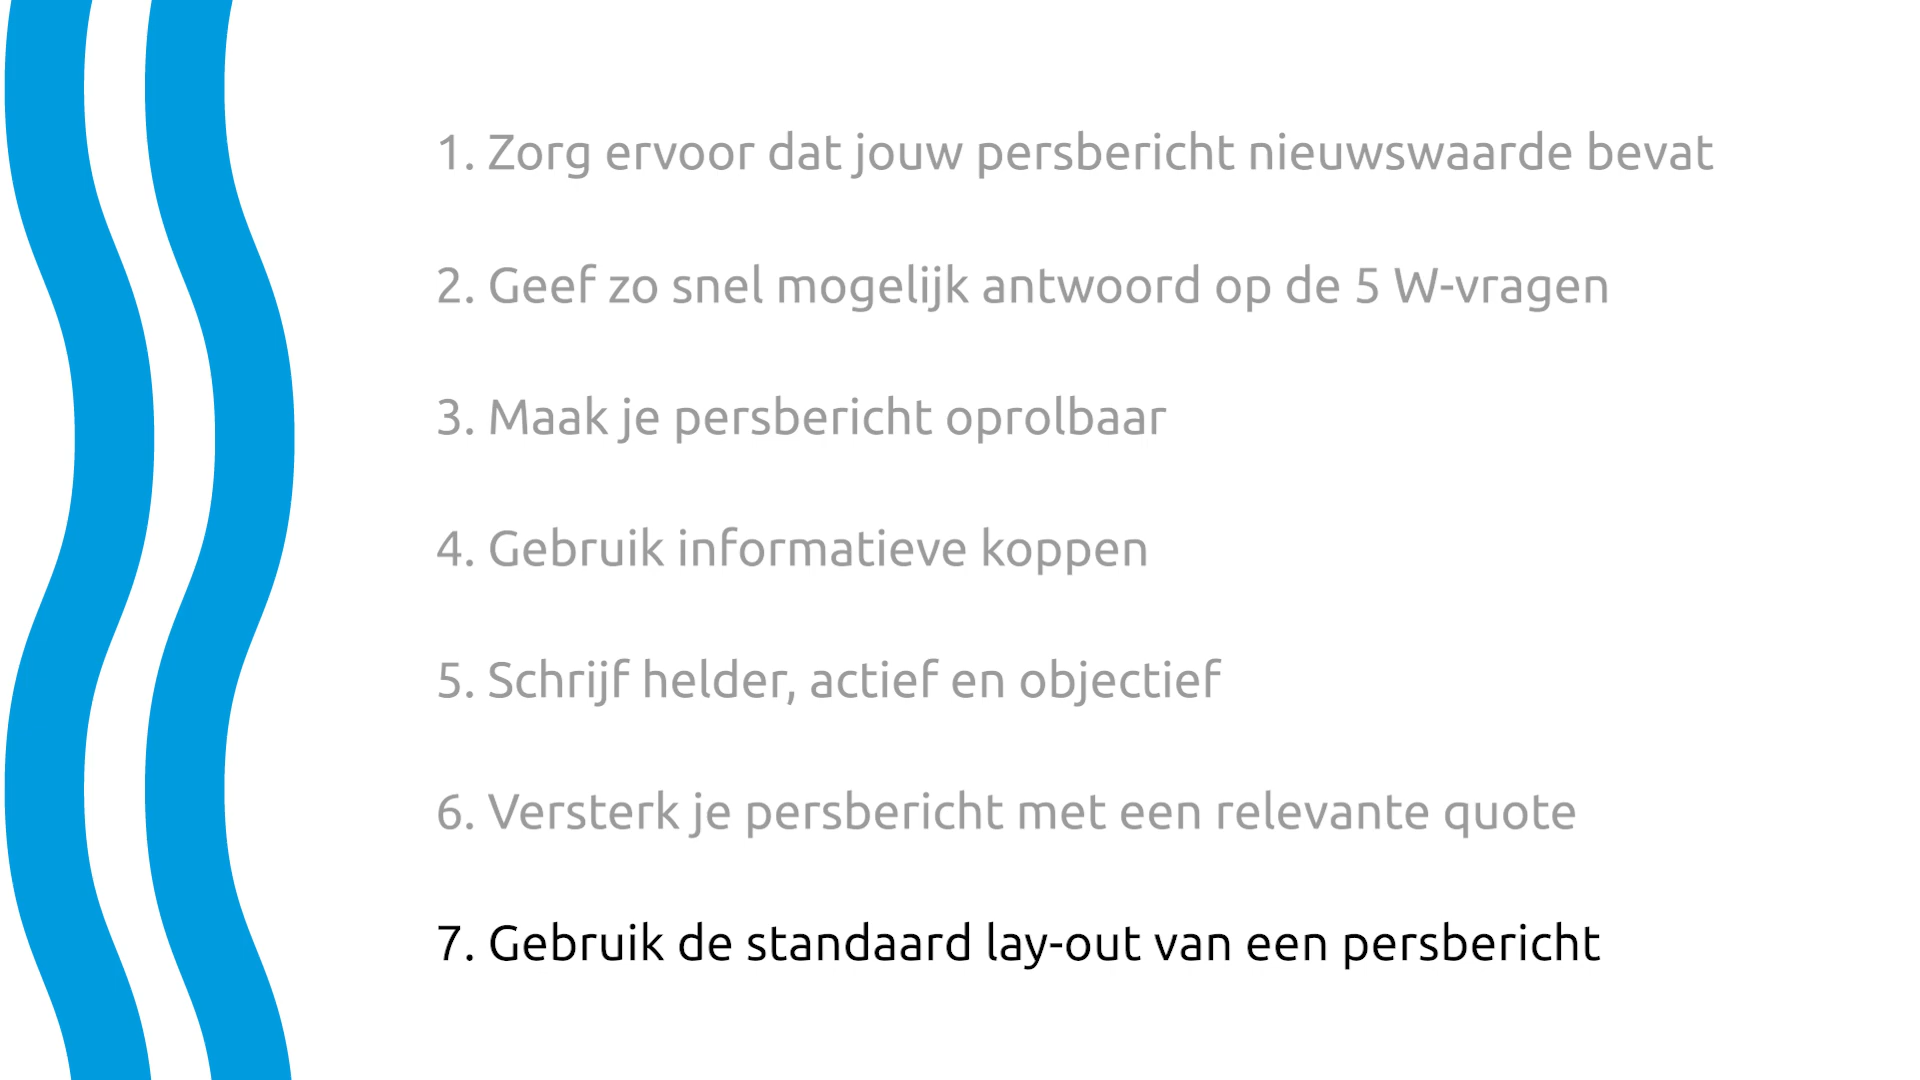 1. Zorg ervoor dat jouw persbericht nieuwswaarde bevat
2. Geef zo snel mogelijk antwoord op de 5 W-vragen
3. Maak je persbericht oprolbaar
4. Gebruik informatieve koppen
5. Schrijf helder, actief en objectief
6. Versterk je persbericht met een relevante quote
7. Gebruik de standaard lay-out van een persbericht